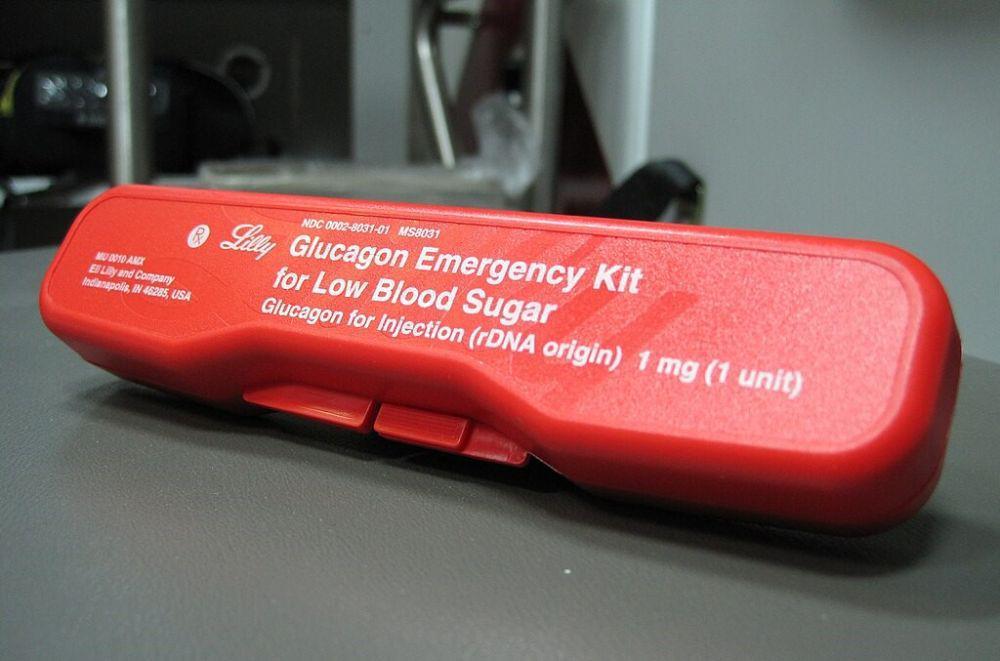 NDC 0002-8031-01 MS8031
℞ Lilly Glucagon Emergency Kit
for Low Blood Sugar
Glucagon for Injection (rDNA origin) 1 mg (1 unit)
MU 0010 AMX
Eli Lilly and Company
Indianapolis, IN 46285, USA